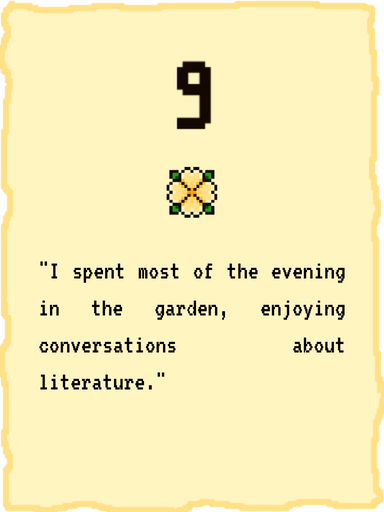 9
"I spent most of the evening
in the garden, enjoying
conversations about
literature."